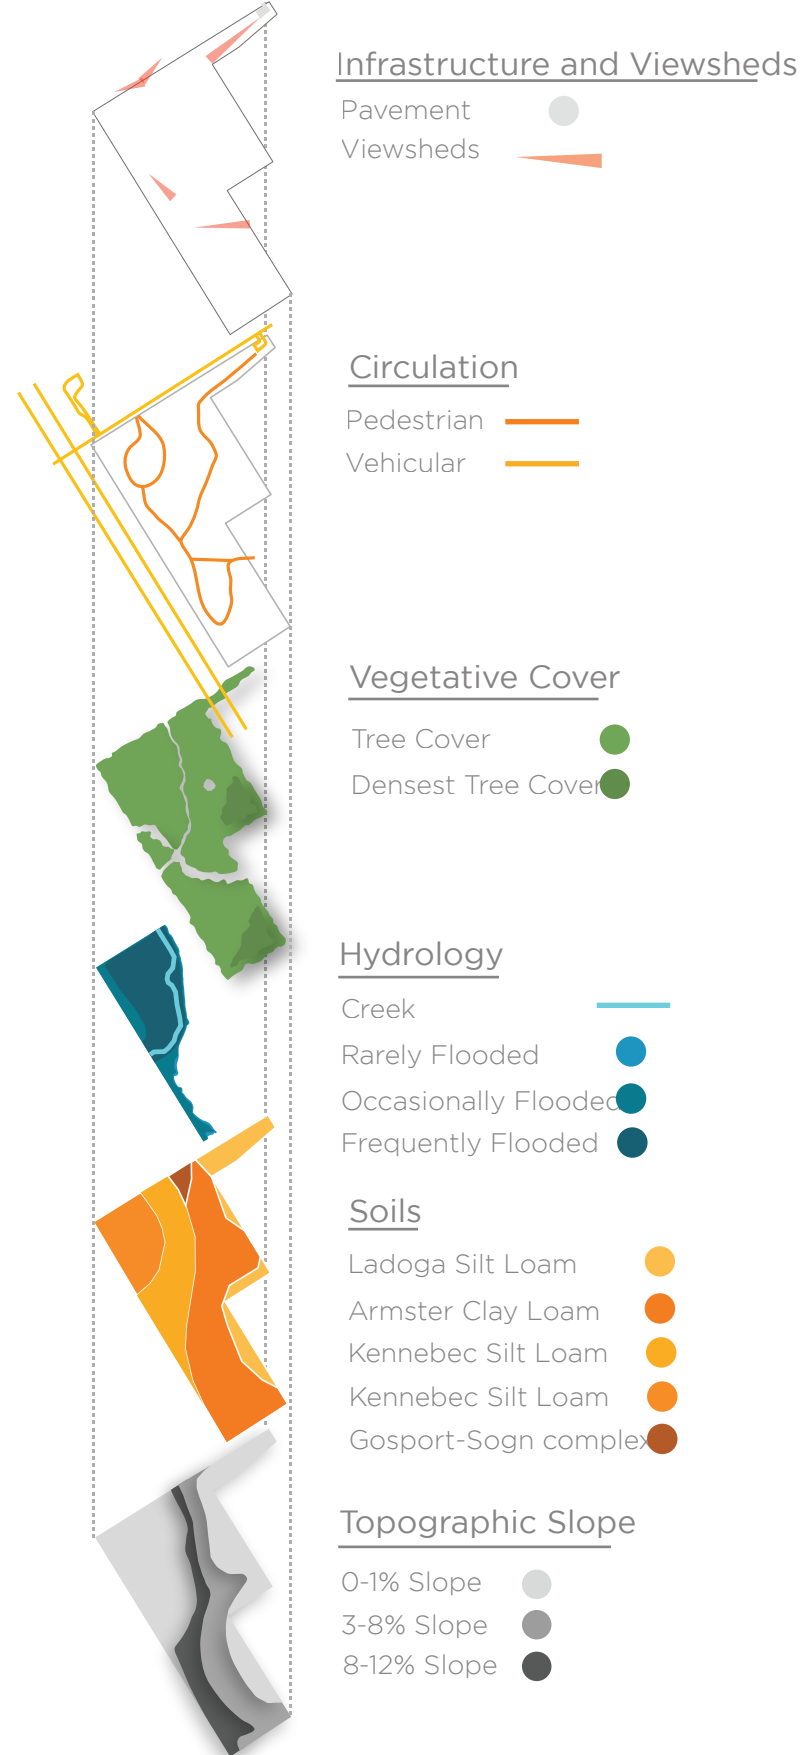 Infrastructure and Viewsheds
Pavement
Viewsheds
Circulation
Pedestrian
Vehicular
Vegetative Cover
Tree Cover
Densest Tree Cover
Hydrology
Creek
Rarely Flooded
Occasionally Flooded
Frequently Flooded
Soils
Ladoga Silt Loam
Armster Clay Loam
Kennebec Silt Loam
Kennebec Silt Loam
Gosport-Sogn complex
Topographic Slope
0-1% Slope
3-8% Slope
8-12% Slope